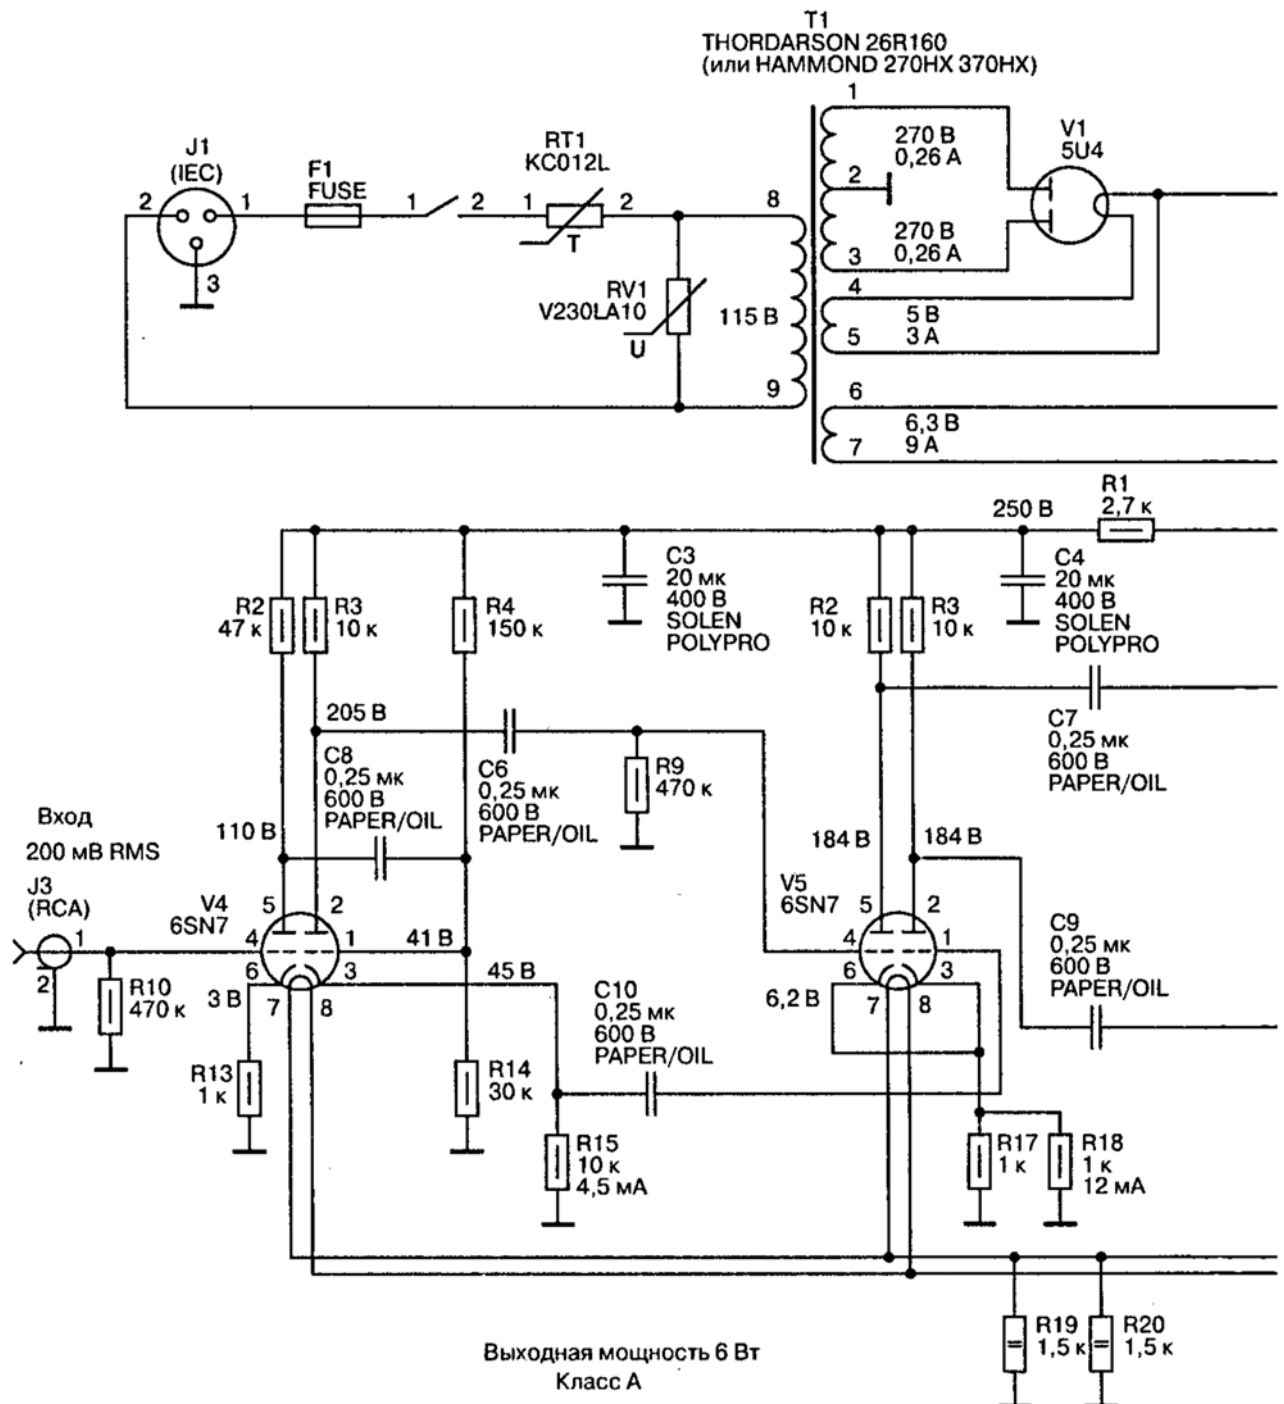 T1
THORDARSON 26R160
(или HAMMOND 270HX 370HX)
1
J1
(IEC)
F1
FUSE
RT1
KC012L
270 В
0,26 А
V1
5U4
2
2
1
1
2
1
2
8
T
270 В
0,26 А
3
3
4
RV1
V230LA10
U
115 В
5 В
3 А
5
9
6
6,3 В
9 А
7
R1
2,7 к
250 В
C3
20 мк
400 В
SOLEN
POLYPRO
C4
20 мк
400 В
SOLEN
POLYPRO
R2
47 к
R3
10 к
R4
150 к
R2
10 к
R3
10 к
205 В
C8
0,25 мк
600 В
PAPER/OIL
C6
0,25 мк
600 В
PAPER/OIL
R9
470 к
C7
0,25 мк
600 В
PAPER/OIL
Вход
200 мВ RMS
110 В
184 В
184 В
J3
(RCA)
V4
6SN7
V5
6SN7
5
2
5
2
1
4
1
41 В
4
1
2
6
3
45 В
6
3
C9
0,25 мк
600 В
PAPER/OIL
R10
470 к
3 В
7
8
C10
0,25 мк
600 В
PAPER/OIL
6,2 В
7
8
R13
1 к
R14
30 к
R15
10 к
4,5 мА
R17
1 к
R18
1 к
12 мА
R19
1,5 к
R20
1,5 к
Выходная мощность 6 Вт
Класс А